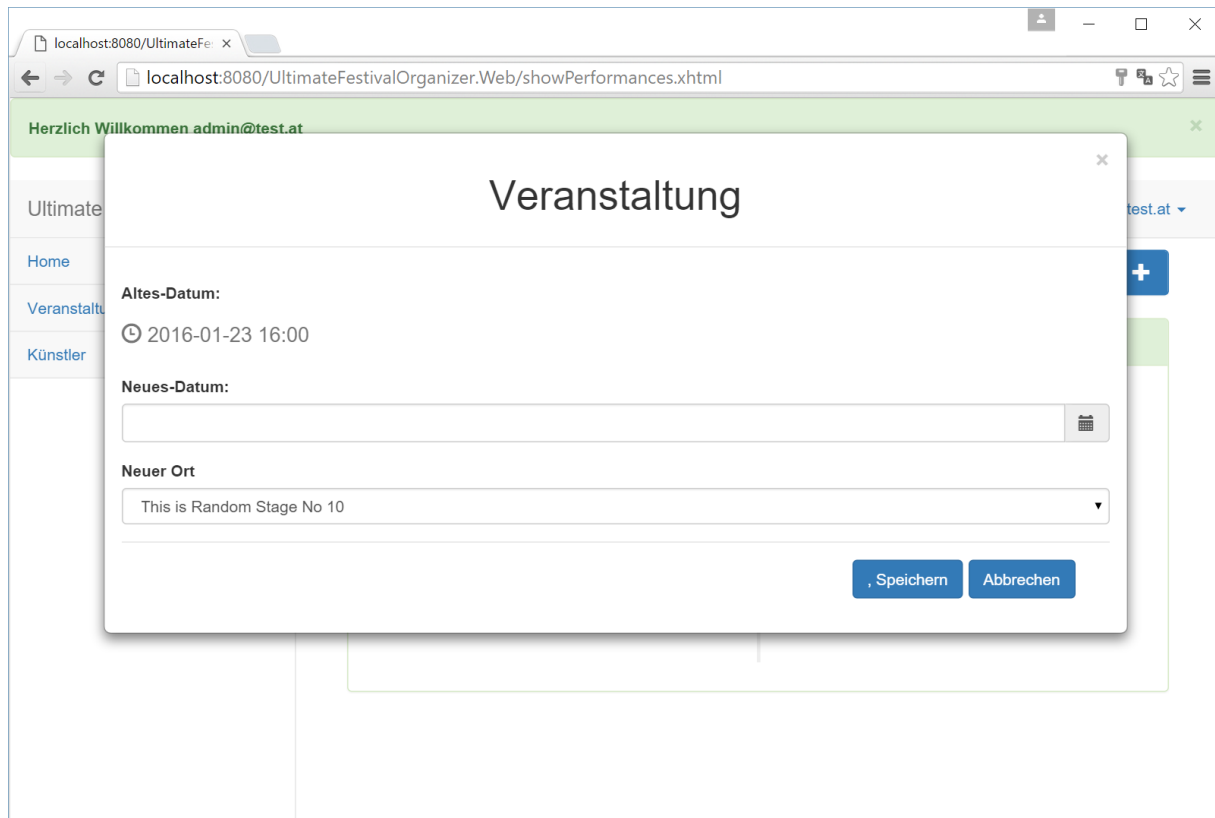 localhost:8080/UltimateFe
localhost:8080/UltimateFestivalOrganizer.Web/showPerformances.xhtml
Herzlich Willkommen admin@test.at
×
×
Veranstaltung
Ultimate
test.at
Home
Altes-Datum:
Veranstaltu
2016-01-23 16:00
Künstler
Neues-Datum:
Neuer Ort
This is Random Stage No 10
, Speichern Abbrechen